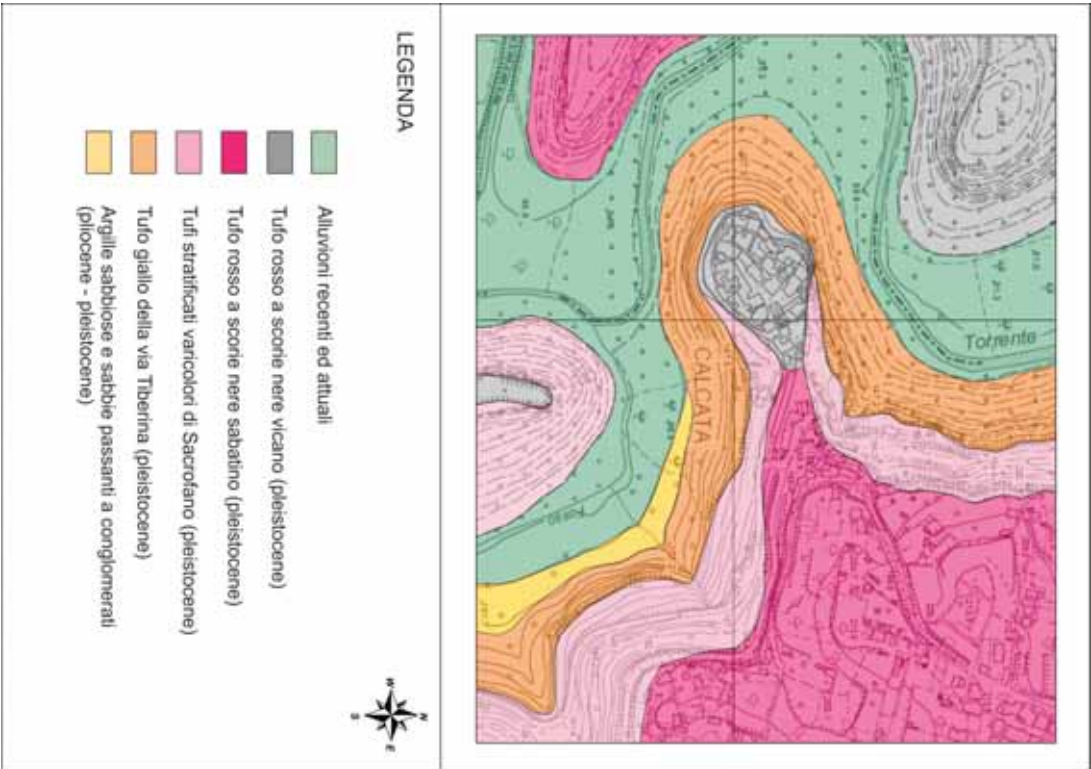 LEGENDA
Alluvioni recenti ed attuali
Tufo rosso a scorie nere vicano (pleistocene)
Tufo rosso a scorie nere sabatino (pleistocene)
Tufi stratificati varicolori di Sacrofano (pleistocene)
Tufo giallo della via Tiberina (pleistocene)
Argille sabbiose e sabbie passanti a conglomerati
(pliocene - pleistocene)
N
W
E
S
Torrente
CALCATA
Fosso